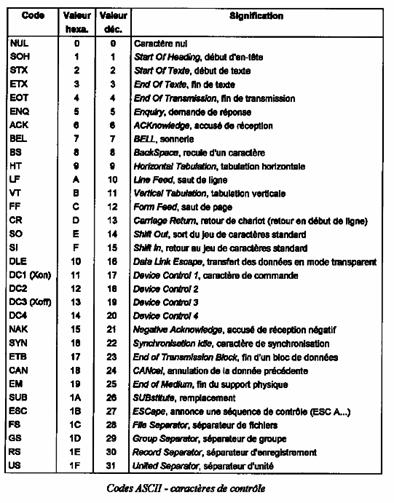 Code Valeur hexa. Valeur déc. Signification
NUL 0 0 Caractère nul
SOH 1 1 Start Of Heading, début d'en-tête
STX 2 2 Start Of Texte, début de texte
ETX 3 3 End Of Texte, fin de texte
EOT 4 4 End Of Transmission, fin de transmission
ENQ 5 5 Enquiry, demande de réponse
ACK 6 6 ACKnowledge, accusé de réception
BEL 7 7 BELL, sonnerie
BS 8 8 BackSpace, recule d'un caractère
HT 9 9 Horizontal Tabulation, tabulation horizontale
LF A 10 Line Feed, saut de ligne
VT B 11 Vertical Tabulation, tabulation verticale
FF C 12 Form Feed, saut de page
CR D 13 Carriage Return, retour de chariot (retour en début de ligne)
SO E 14 Shift Out, sort du jeu de caractères standard
SI F 15 Shift In, retour au jeu de caractères standard
DLE 10 16 Data Link Escape, transfert des données en mode transparent
DC1 (Xon) 11 17 Device Control 1, caractère de commande
DC2 12 18 Device Control 2
DC3 (Xoff) 13 19 Device Control 3
DC4 14 20 Device Control 4
NAK 15 21 Negative Acknowledge, accusé de réception négatif
SYN 16 22 Synchronisation Idle, caractère de synchronisation
ETB 17 23 End of Transmission Block, fin d'un bloc de données
CAN 18 24 CANcel, annulation de la donnée précédente
EM 19 25 End of Medium, fin du support physique
SUB 1A 26 SUBstitute, remplacement
ESC 1B 27 ESCape, annonce une séquence de contrôle (ESC A...)
FS 1C 28 File Separator, séparateur de fichiers
GS 1D 29 Group Separator, séparateur de groupe
RS 1E 30 Record Separator, séparateur d'enregistrement
US 1F 31 United Separator, séparateur d'unité
Codes ASCII - caractères de contrôle